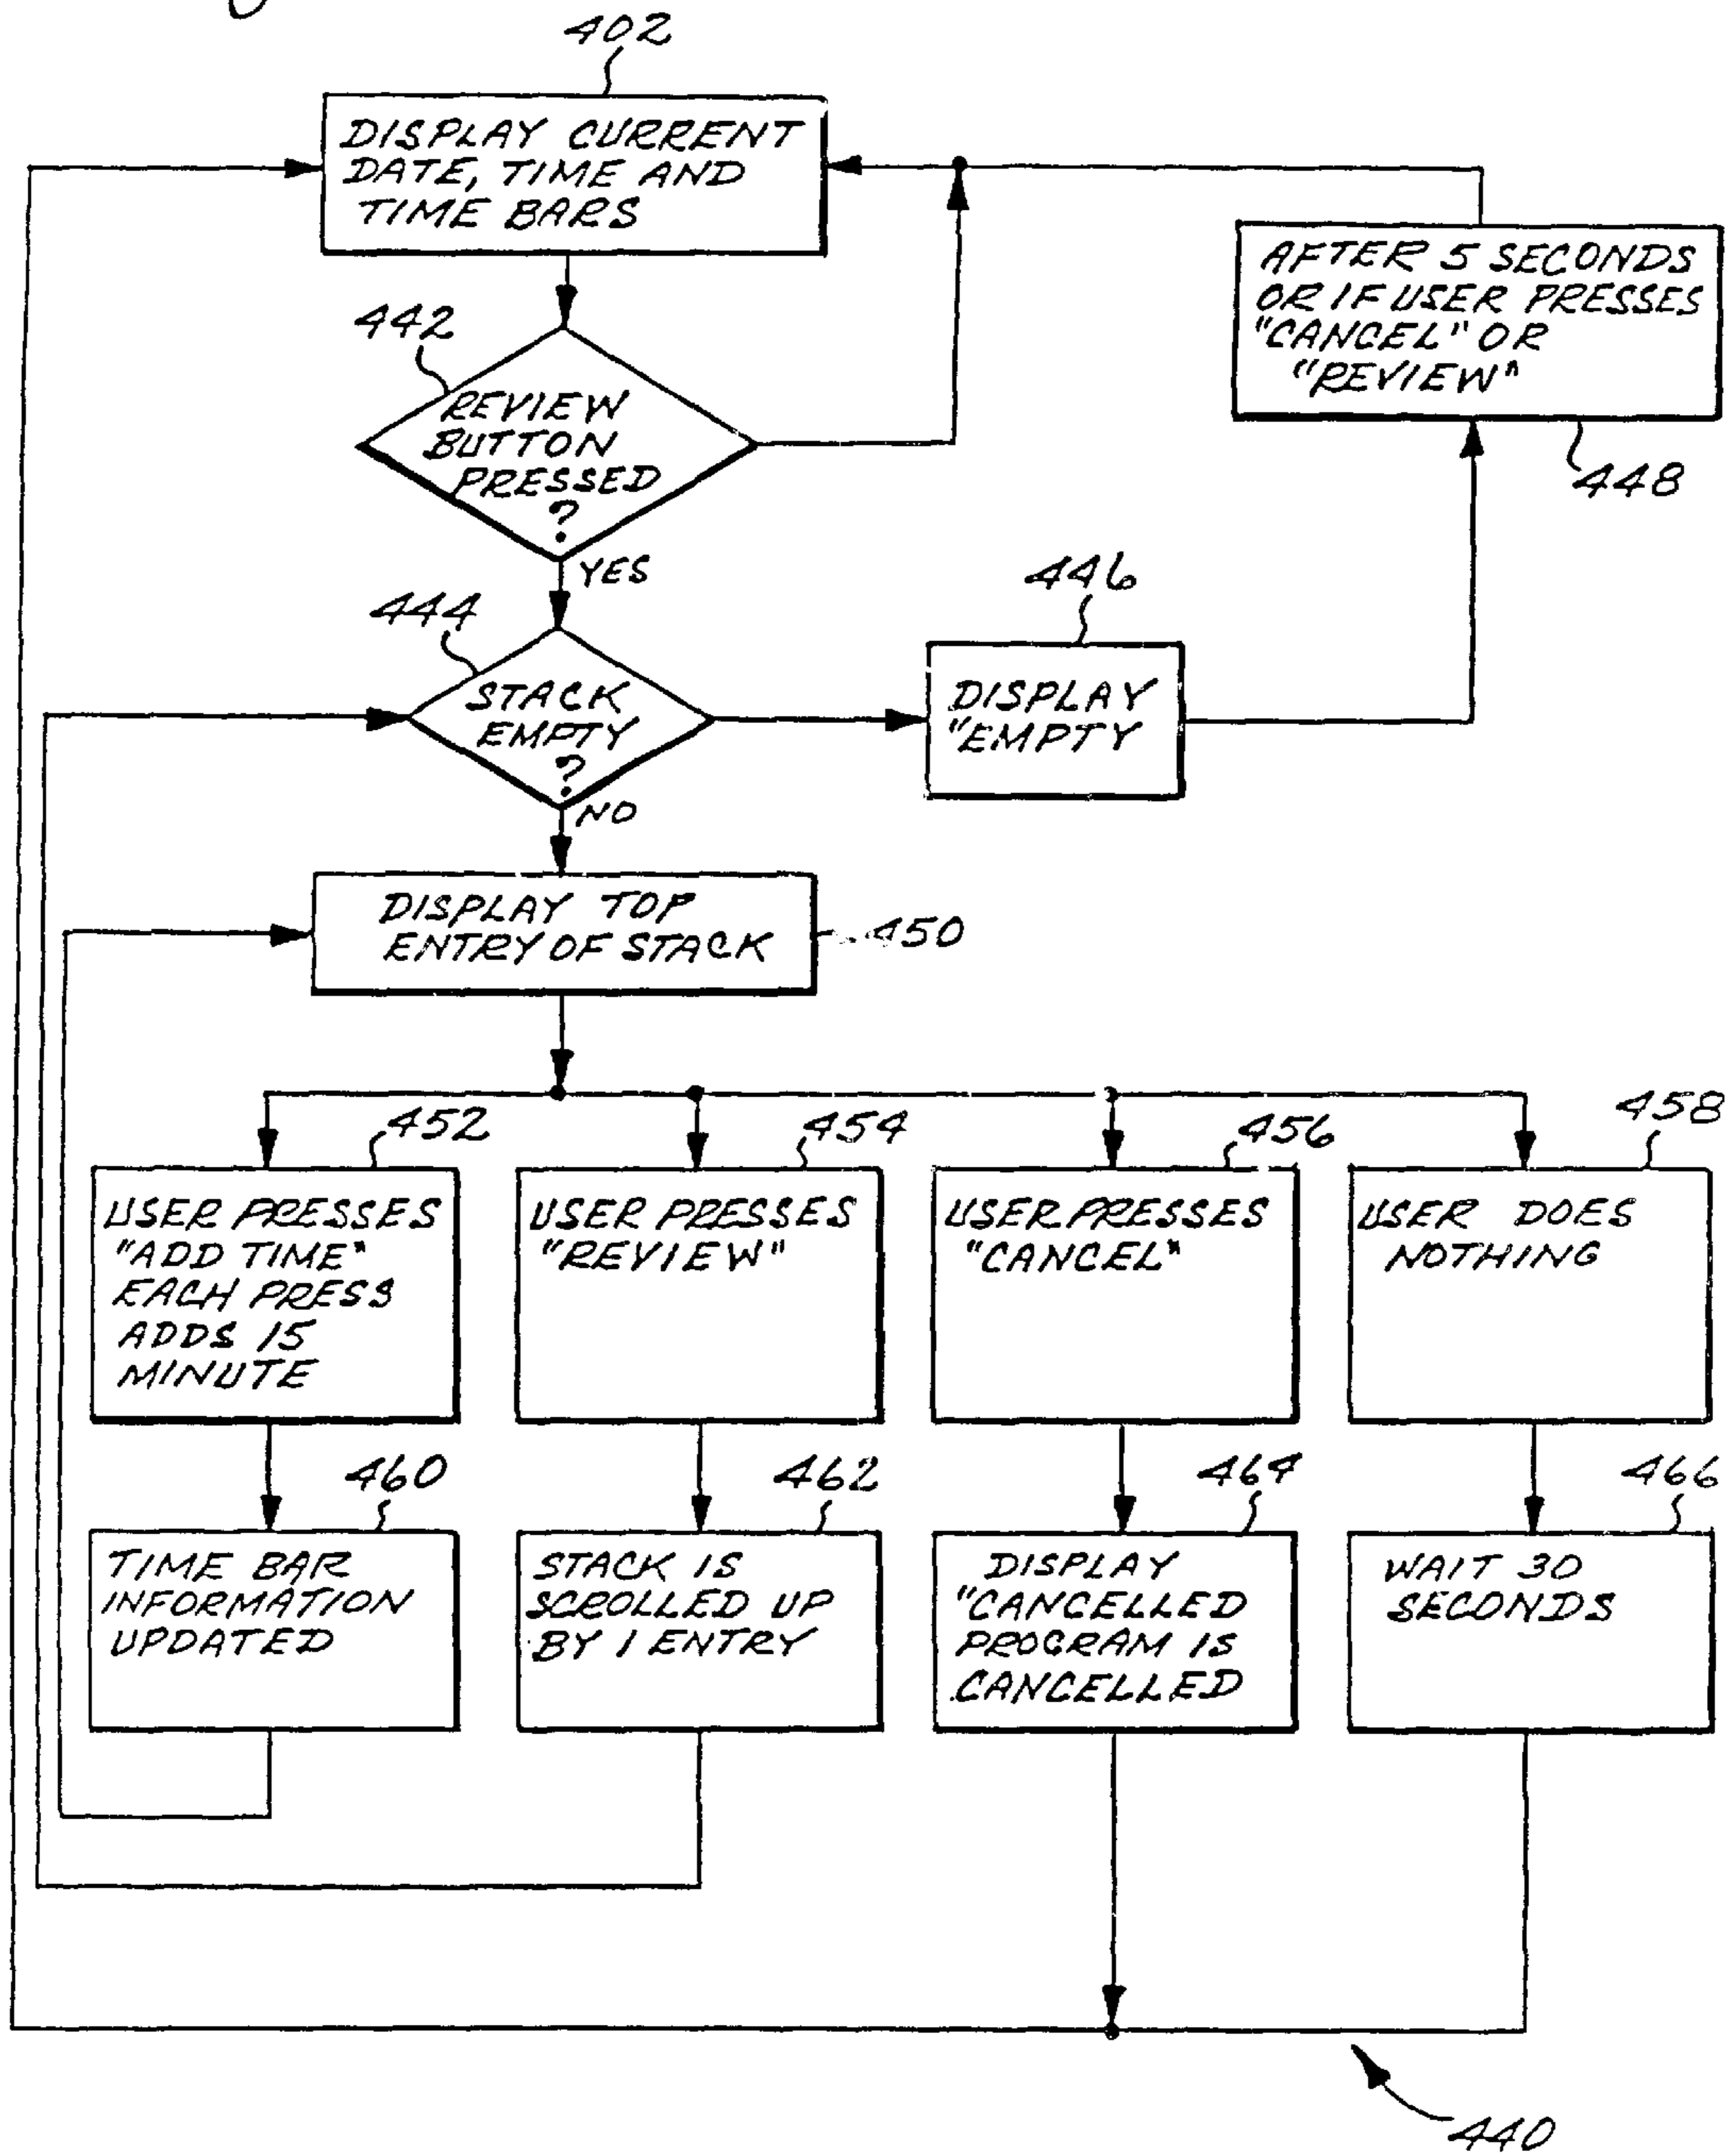 402
DISPLAY CURRENT
DATE, TIME AND
TIME BARS
442
REVIEW
BUTTON
PRESSED
?
YES
AFTER 5 SECONDS
OR IF USER PRESSES
"CANCEL" OR
"REVIEW"
448
444
STACK
EMPTY
?
NO
446
DISPLAY
"EMPTY
DISPLAY TOP
ENTRY OF STACK
450
452
USER PRESSES
"ADD TIME"
EACH PRESS
ADDS 15
MINUTE
454
USER PRESSES
"REVIEW"
456
USER PRESSES
"CANCEL"
458
USER DOES
NOTHING
460
TIME BAR
INFORMATION
UPDATED
462
STACK IS
SCROLLED UP
BY 1 ENTRY
464
DISPLAY
"CANCELLED
PROGRAM IS
CANCELLED
466
WAIT 30
SECONDS
440